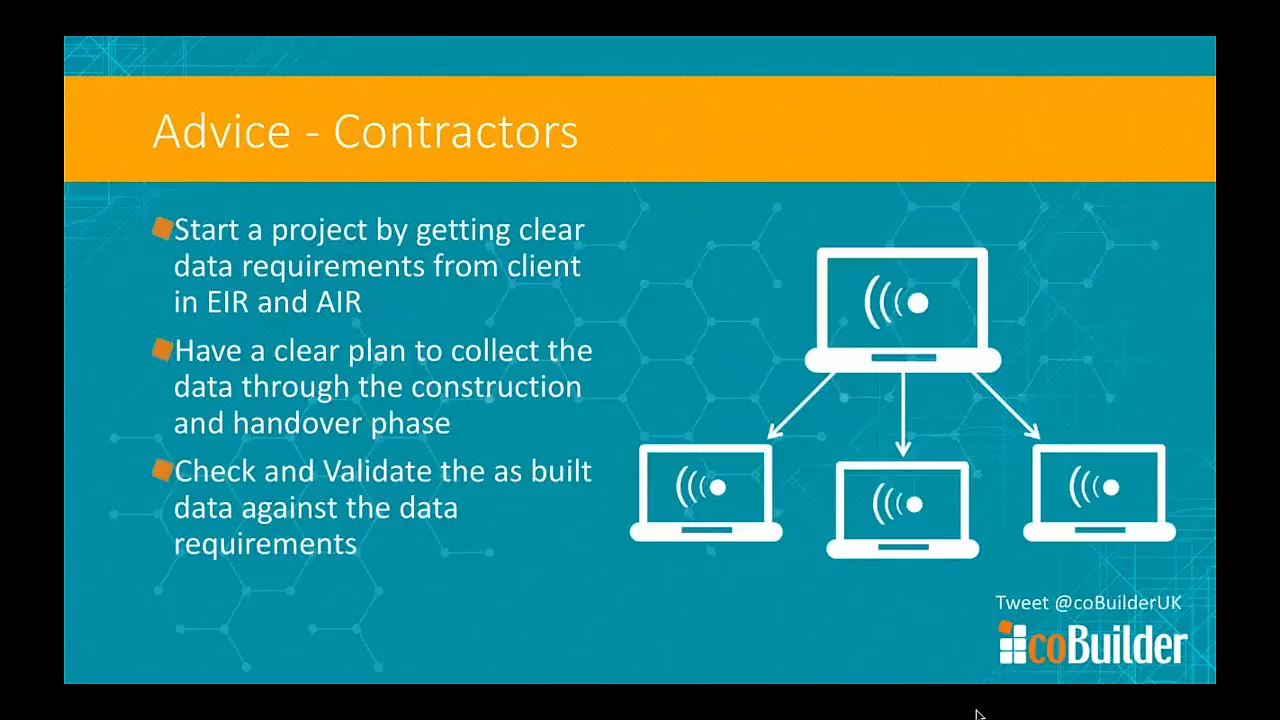 Advice - Contractors
Start a project by getting clear
data requirements from client
in EIR and AIR
Have a clear plan to collect the
data through the construction
and handover phase
Check and Validate the as built
data against the data
requirements
Tweet @coBuilderUK
coBuilder